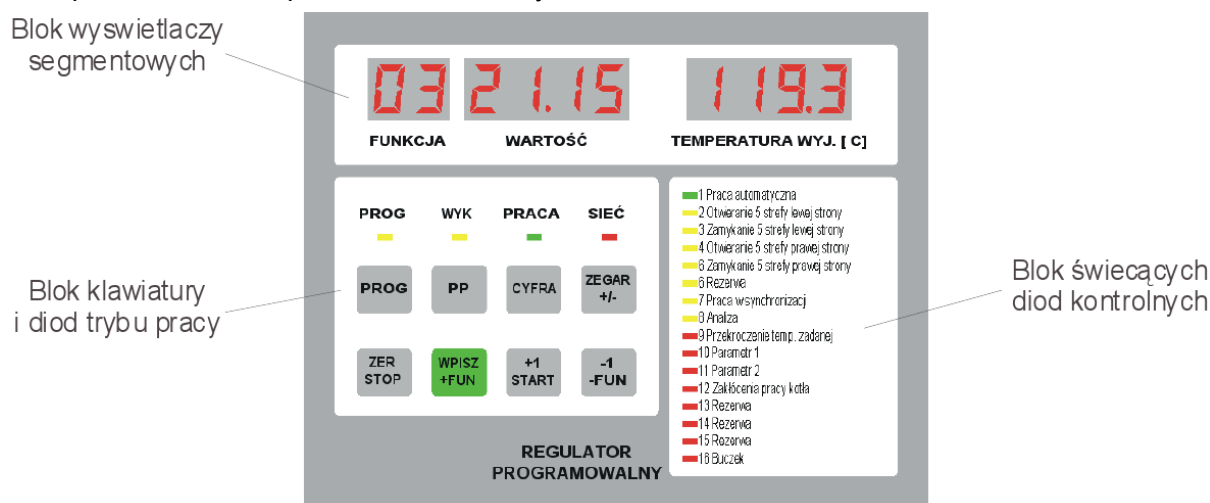 Blok wyswietlaczy
segmentowych
03 21.15 119.3
FUNKCJA WARTOŚĆ TEMPERATURA WYJ. [ C]
PROG WYK PRACA SIEĆ
PROG PP CYFRA ZEGAR
+/-
ZER
STOP
WPISZ
+FUN
+1
START
-1
-FUN
Blok klawiatury
i diod trybu pracy
1 Praca automatyczna
2 Otwieranie 5 strefy lewej strony
3 Zamykanie 5 strefy lewej strony
4 Otwieranie 5 strefy prawej strony
6 Zamykanie 5 strefy prawej strony
6 Rezerwa
7 Praca w synchronizacji
8 Analiza
9 Przekroczenie temp. zadanej
10 Parametr 1
11 Parametr 2
12 Zakłócenia pracy kotła
13 Rezerwa
14 Rezerwa
15 Rezerwa
16 Buczek
Blok świecących
diod kontrolnych
REGULATOR
PROGRAMOWALNY